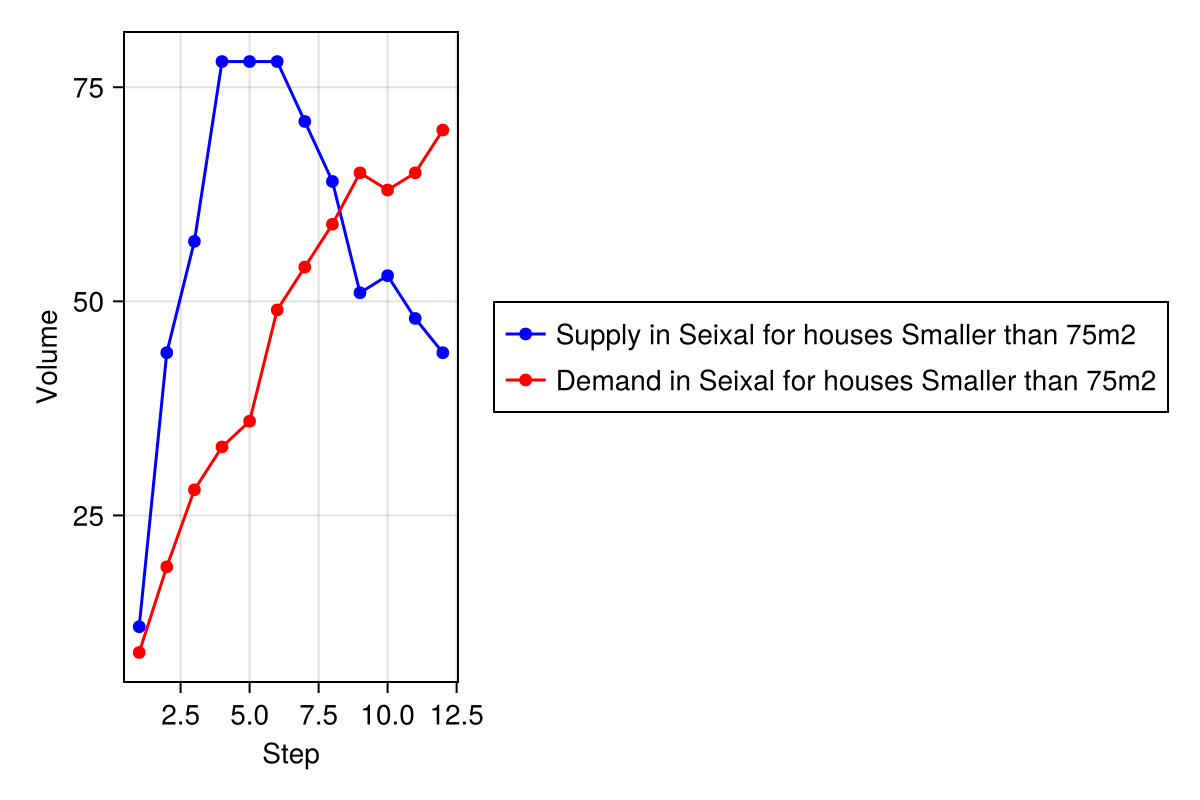 75
50
25
Volume
2.5 5.0 7.5 10.0 12.5
Step
Supply in Seixal for houses Smaller than 75m2
Demand in Seixal for houses Smaller than 75m2